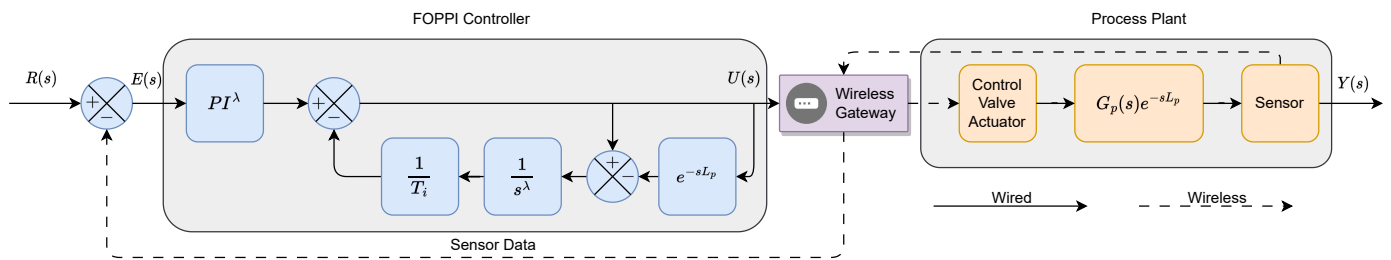 FOPPI Controller
Process Plant
R(s)
E(s)
U(s)
Y(s)
+
−
PI^λ
+
−
Wireless
Gateway
Control
Valve
Actuator
G_p(s)e^{-sL_p}
Sensor
1
T_i
1
s^λ
+
−
e^{-sL_p}
Wired
Wireless
Sensor Data